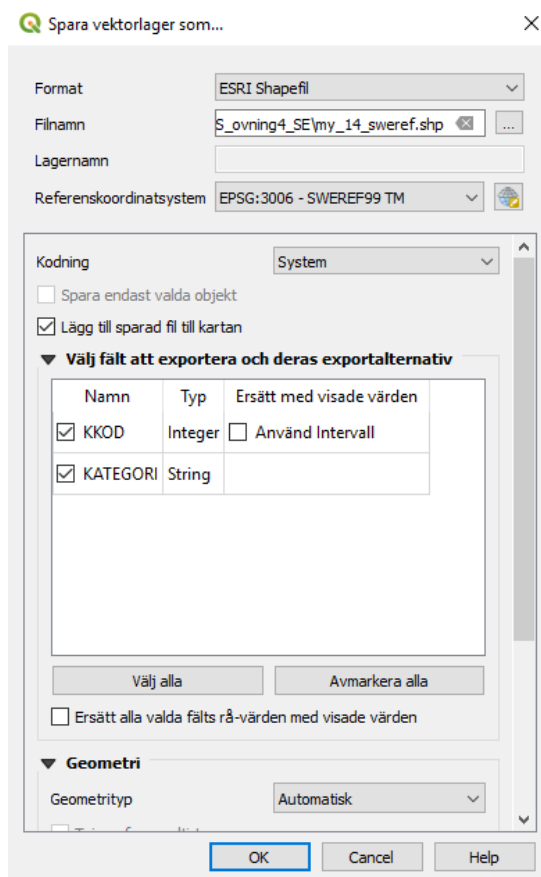 Spara vektorlager som...
Format ESRI Shapefil
Filnamn S_ovning4_SE\my_14_sweref.shp ...
Lagernamn
Referenskoordinatsystem EPSG:3006 - SWEREF99 TM
Kodning System
Spara endast valda objekt
Lägg till sparad fil till kartan
Välj fält att exportera och deras exportalternativ
Namn Typ Ersätt med visade värden
KKOD Integer Använd Intervall
KATEGORI String
Välj alla Avmarkera alla
Ersätt alla valda fälts rå-värden med visade värden
Geometri
Geometrityp Automatisk
OK Cancel Help